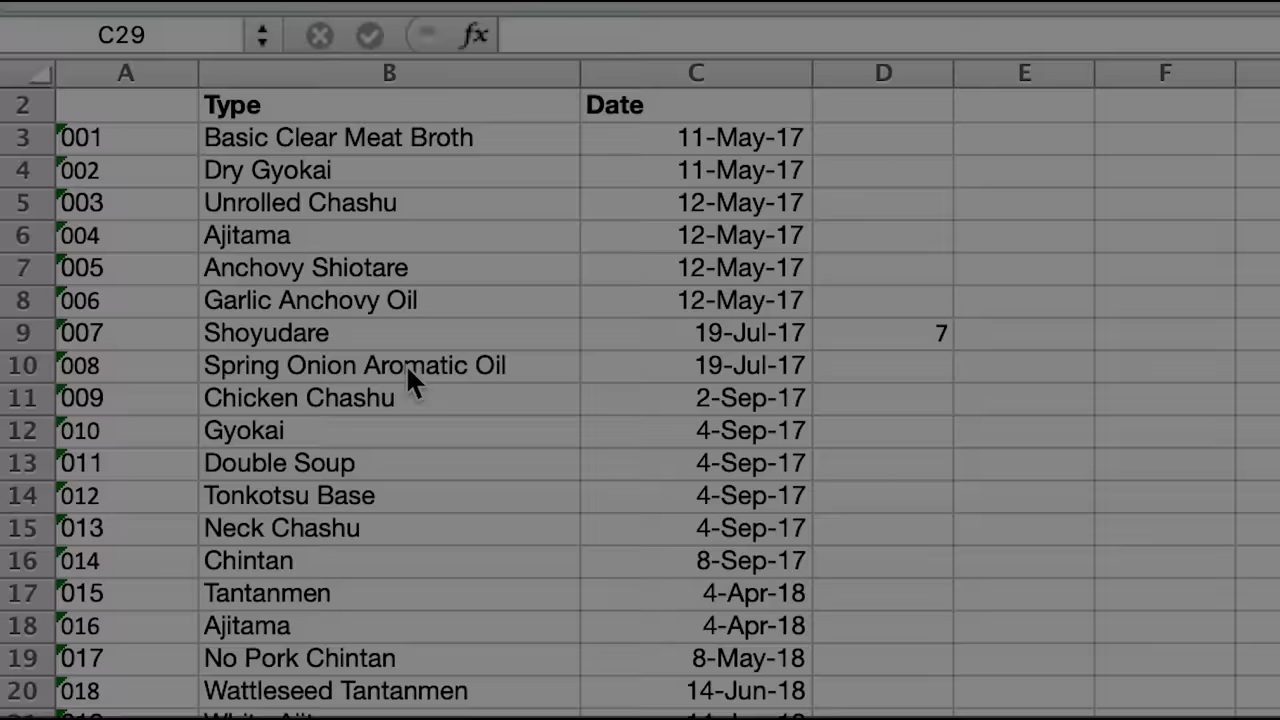 C29 fx
A B C D E F
2 Type Date
3 001 Basic Clear Meat Broth 11-May-17
4 002 Dry Gyokai 11-May-17
5 003 Unrolled Chashu 12-May-17
6 004 Ajitama 12-May-17
7 005 Anchovy Shiotare 12-May-17
8 006 Garlic Anchovy Oil 12-May-17
9 007 Shoyudare 19-Jul-17 7
10 008 Spring Onion Aromatic Oil 19-Jul-17
11 009 Chicken Chashu 2-Sep-17
12 010 Gyokai 4-Sep-17
13 011 Double Soup 4-Sep-17
14 012 Tonkotsu Base 4-Sep-17
15 013 Neck Chashu 4-Sep-17
16 014 Chintan 8-Sep-17
17 015 Tantanmen 4-Apr-18
18 016 Ajitama 4-Apr-18
19 017 No Pork Chintan 8-May-18
20 018 Wattleseed Tantanmen 14-Jun-18